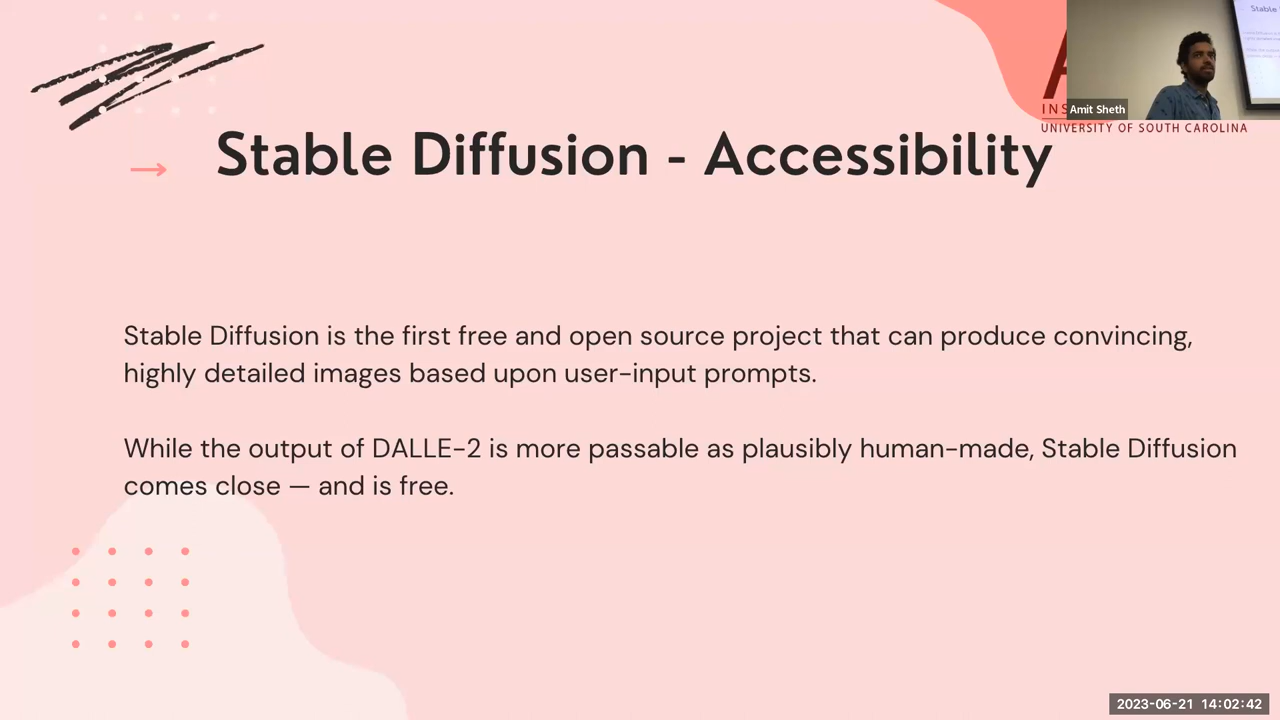 Stable Diffusion - Accessibility
Stable Diffusion is the first free and open source project that can produce convincing,
highly detailed images based upon user-input prompts.
While the output of DALLE-2 is more passable as plausibly human-made, Stable Diffusion
comes close — and is free.
UNIVERSITY OF SOUTH CAROLINA
Amit Sheth
Stable
2023-06-21 14:02:42